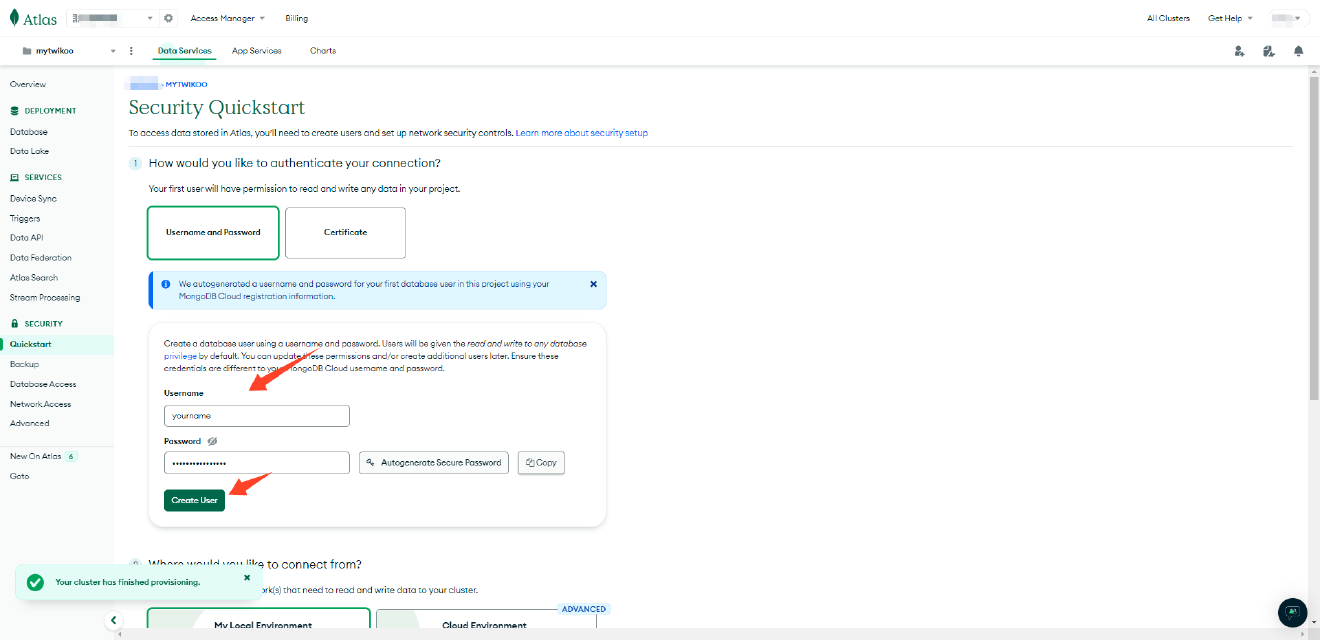 Atlas
Access Manager
Billing
All Clusters
Get Help
mytwikoo
Data Services
App Services
Charts
Overview
DEPLOYMENT
Database
Data Lake
SERVICES
Device Sync
Triggers
Data API
Data Federation
Atlas Search
Stream Processing
SECURITY
Quickstart
Backup
Database Access
Network Access
Advanced
New On Atlas 6
Goto
> MYTWIKOO
Security Quickstart
To access data stored in Atlas, you'll need to create users and set up network security controls. Learn more about security setup
1 How would you like to authenticate your connection?
Your first user will have permission to read and write any data in your project.
Username and Password
Certificate
We autogenerated a username and password for your first database user in this project using your
MongoDB Cloud registration information.
Create a database user using a username and password. Users will be given the read and write to any database
privilege by default. You can update these permissions and/or create additional users later. Ensure these
credentials are different to your MongoDB Cloud username and password.
Username
yourname
Password
••••••••••••••••
Autogenerate Secure Password
Copy
Create User
Where would you like to connect from?
work(s) that need to read and write data to your cluster.
Your cluster has finished provisioning.
My Local Environment
ADVANCED
Cloud Environment